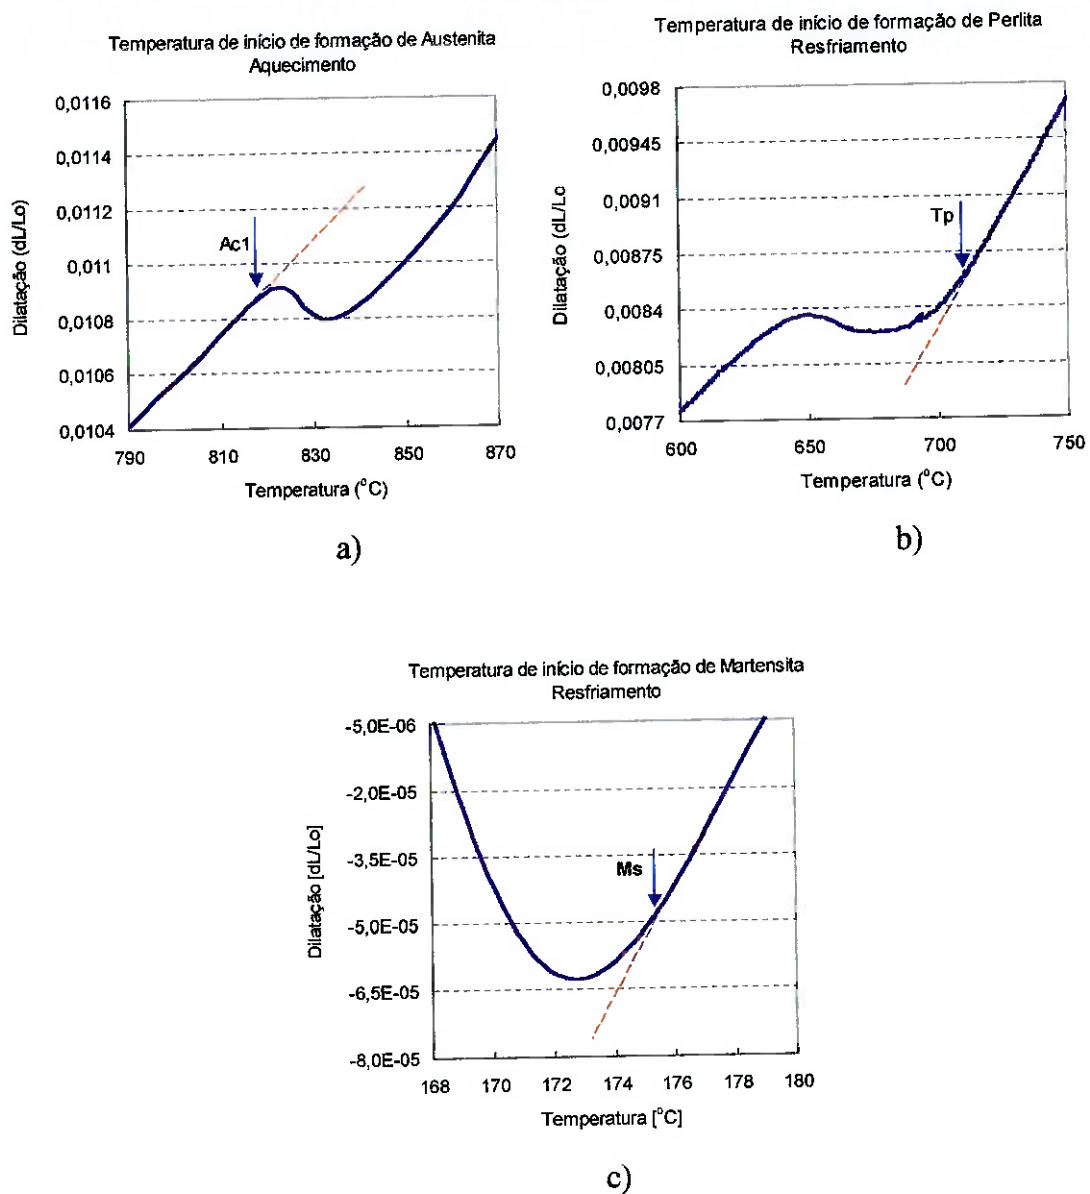 Temperatura de início de formação de Austenita
Aquecimento
0,0116
0,0114
0,0112
0,011
0,0108
0,0106
0,0104
Dilatação (dL/Lo)
Ac1
790 810 830 850 870
Temperatura (°C)
a)
Temperatura de início de formação de Perlita
Resfriamento
0,0098
0,00945
0,0091
0,00875
0,0084
0,00805
0,0077
Dilatação (dL/Lo
Tp
600 650 700 750
Temperatura (°C)
b)
Temperatura de início de formação de Martensita
Resfriamento
-5,0E-06
-2,0E-05
-3,5E-05
-5,0E-05
-6,5E-05
-8,0E-05
Dilatação [dL/Lo]
Ms
168 170 172 174 176 178 180
Temperatura [°C]
c)